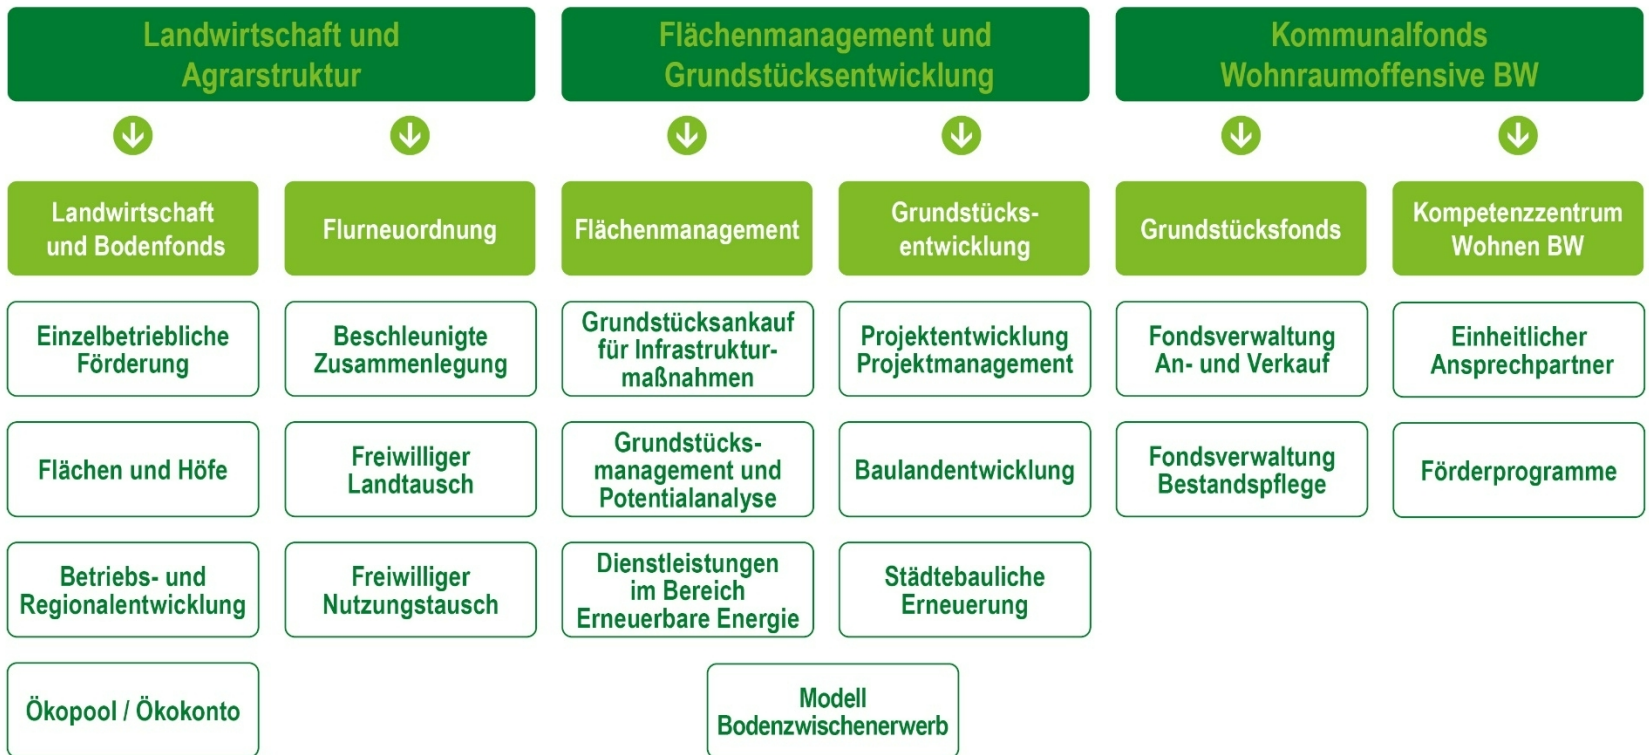 Landwirtschaft und
Agrarstruktur
Flächenmanagement und
Grundstücksentwicklung
Kommunalfonds
Wohnraumoffensive BW
Landwirtschaft
und Bodenfonds
Flurneuordnung
Flächenmanagement
Grundstücks-
entwicklung
Grundstücksfonds
Kompetenzzentrum
Wohnen BW
Einzelbetriebliche
Förderung
Beschleunigte
Zusammenlegung
Grundstücksankauf
für Infrastruktur-
maßnahmen
Projektentwicklung
Projektmanagement
Fondsverwaltung
An- und Verkauf
Einheitlicher
Ansprechpartner
Flächen und Höfe
Freiwilliger
Landtausch
Grundstücks-
management und
Potentialanalyse
Baulandentwicklung
Fondsverwaltung
Bestandspflege
Förderprogramme
Betriebs- und
Regionalentwicklung
Freiwilliger
Nutzungstausch
Dienstleistungen
im Bereich
Erneuerbare Energie
Städtebauliche
Erneuerung
Ökopool / Ökokonto
Modell
Bodenzwischenerwerb